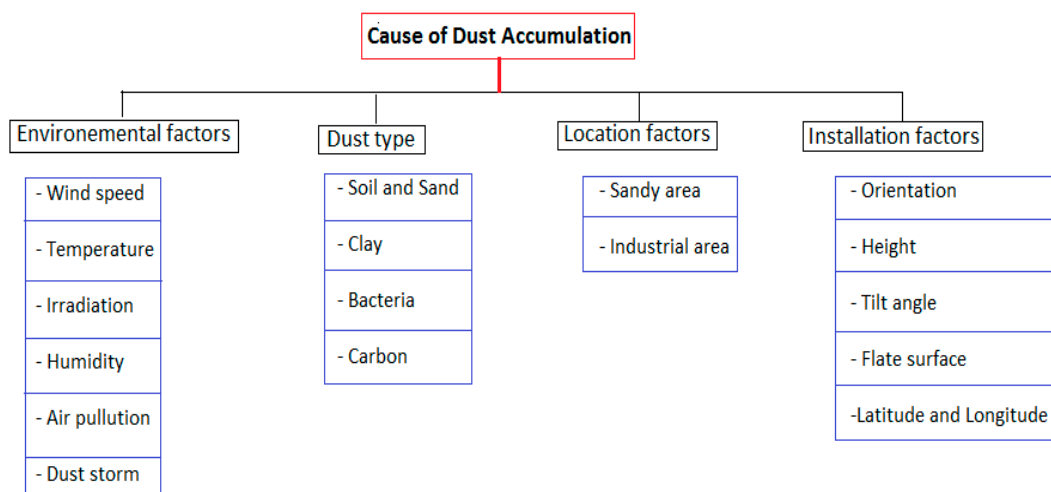 Cause of Dust Accumulation
Environemental factors
- Wind speed
- Temperature
- Irradiation
- Humidity
- Air pullution
- Dust storm
Dust type
- Soil and Sand
- Clay
- Bacteria
- Carbon
Location factors
- Sandy area
- Industrial area
Installation factors
- Orientation
- Height
- Tilt angle
- Flate surface
-Latitude and Longitude